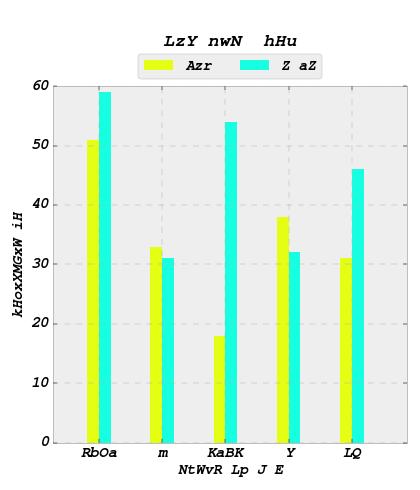 LzY nwN  hHu
Azr
Z aZ
60
50
40
30
20
10
0
kHoxXMGxW iH
RbOa
m
KaBK
Y
LQ
NtWvR Lp J E